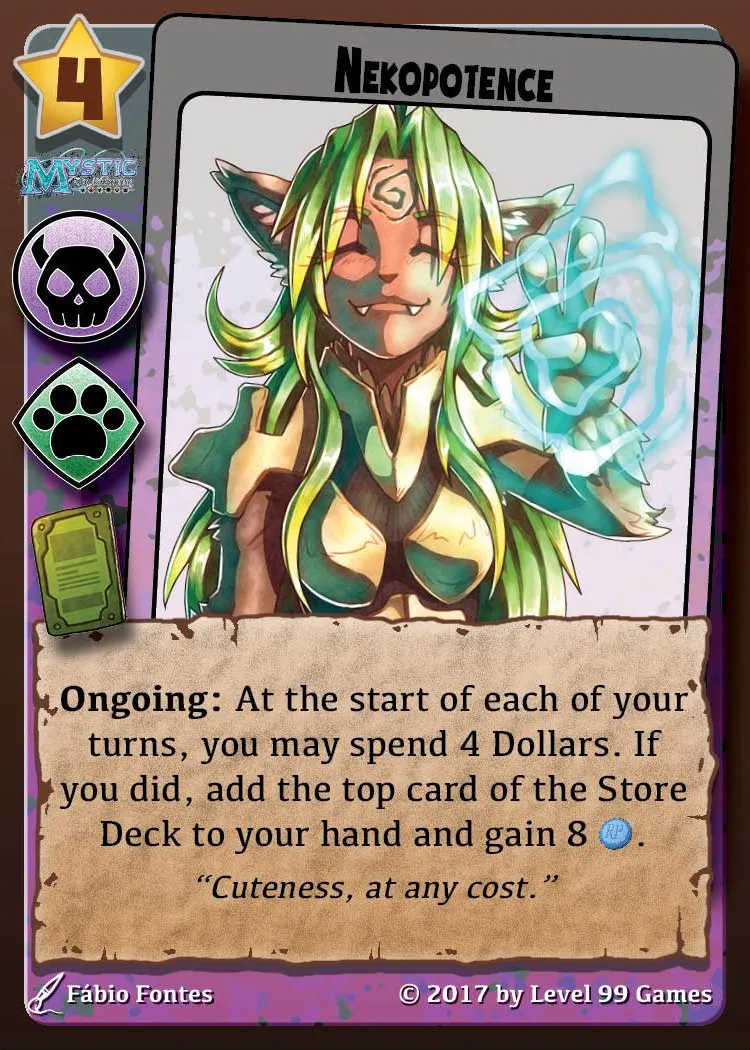 4
Nekopotence
MYSTIC
Ongoing: At the start of each of your
turns, you may spend 4 Dollars. If
you did, add the top card of the Store
Deck to your hand and gain 8 RP.
“Cuteness, at any cost.”
Fábio Fontes
© 2017 by Level 99 Games